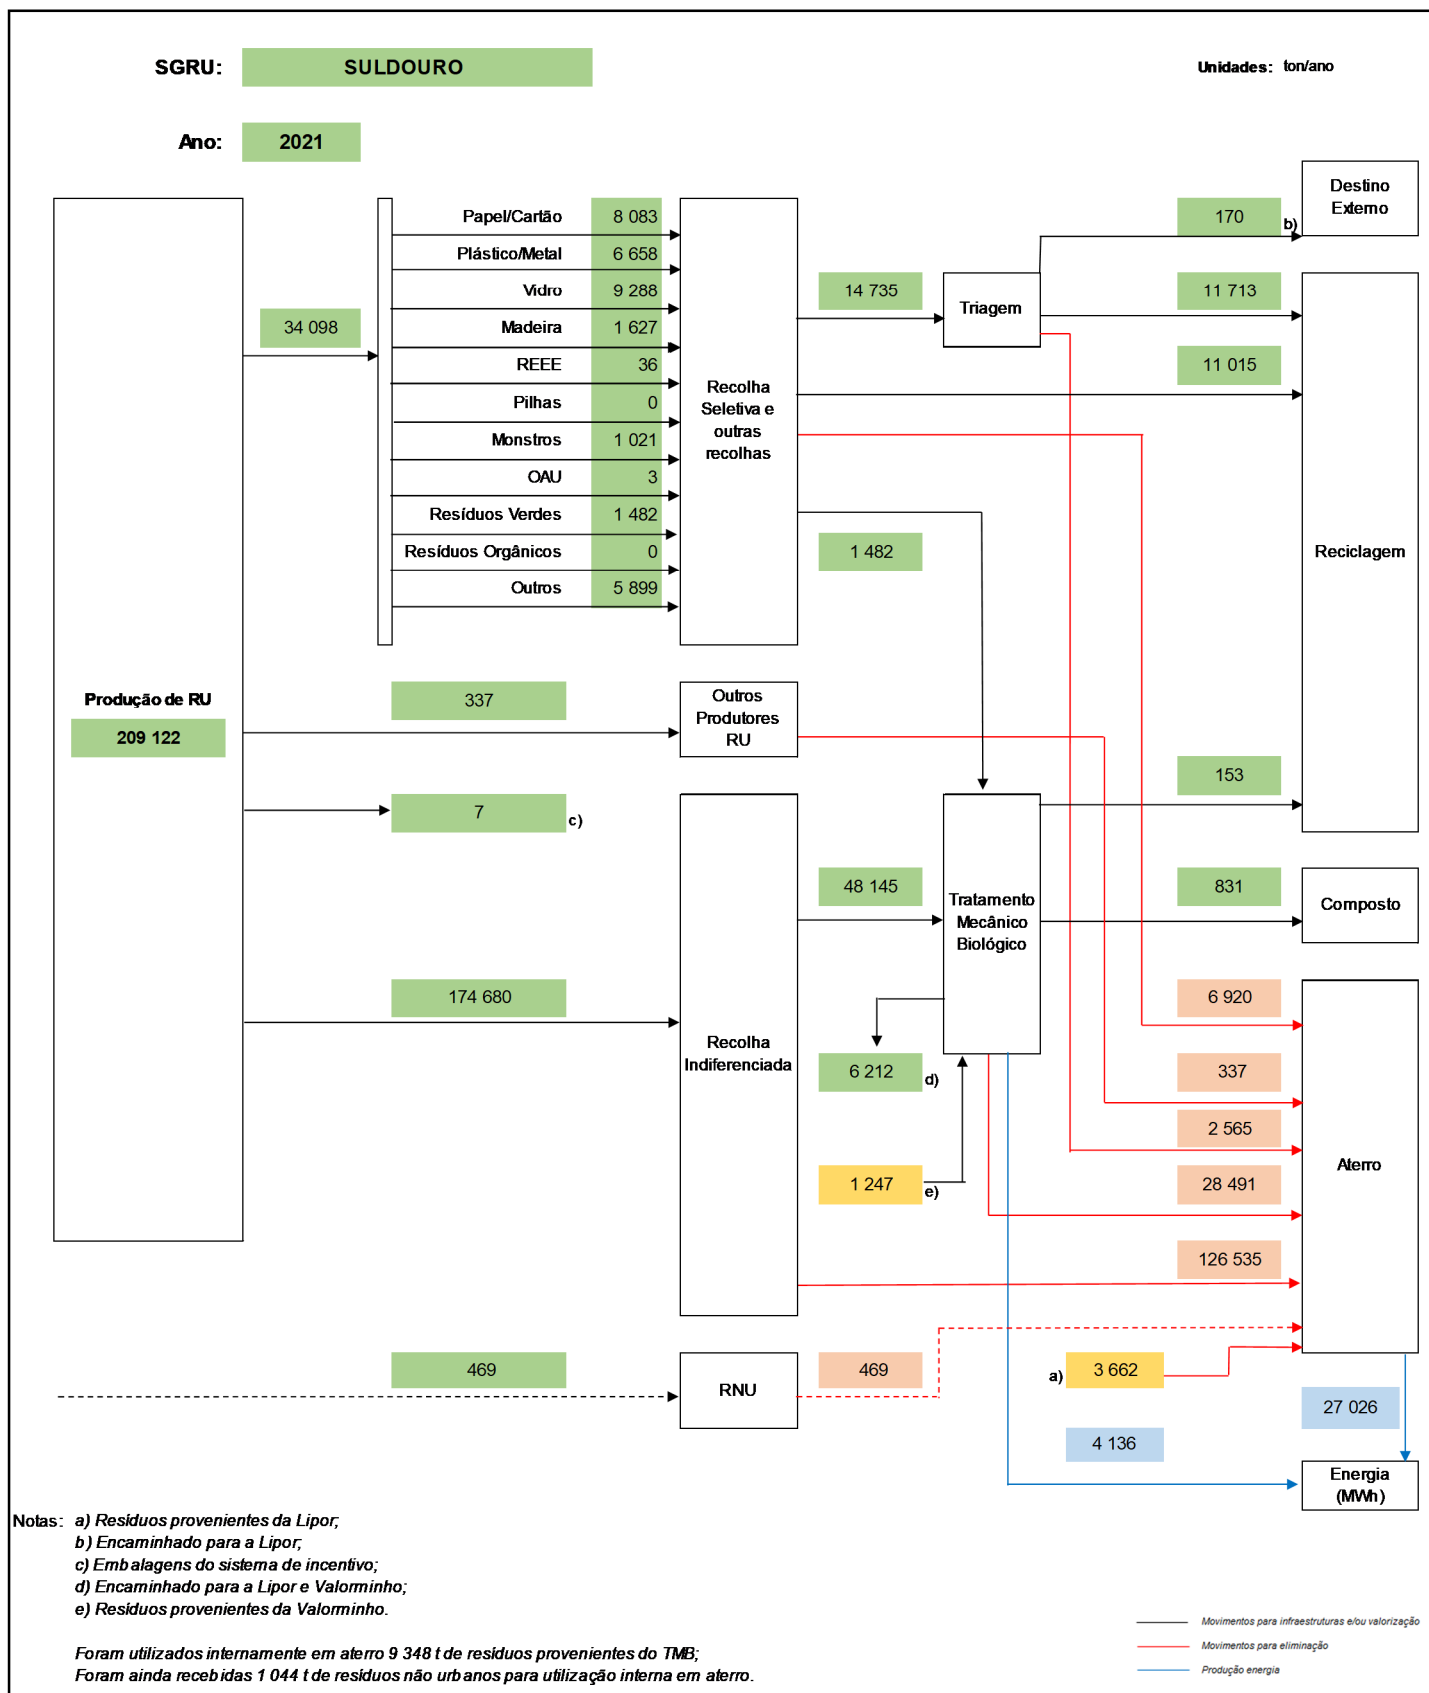 SGRU: SULDOURO
Unidades: ton/ano
Ano: 2021
Destino
Externo
170 b)
Papel/Cartão 8 083
Plástico/Metal 6 658
Vidro 9 288
Madeira 1 627
REEE 36
Pilhas 0
Monstros 1 021
OAU 3
Resíduos Verdes 1 482
Resíduos Orgânicos 0
Outros 5 899
34 098
Recolha
Seletiva e
outras
recolhas
14 735
Triagem
11 713
11 015
1 482
Reciclagem
Produção de RU
209 122
337
Outros
Produtores
RU
7 c)
153
48 145
Tratamento
Mecânico
Biológico
831
Composto
174 680
Recolha
Indiferenciada
6 212 d)
1 247 e)
6 920
337
2 565
28 491
126 535
Aterro
469
RNU
469
a) 3 662
27 026
4 136
Energia
(MWh)
Notas: a) Resíduos provenientes da Lipor;
b) Encaminhado para a Lipor;
c) Embalagens do sistema de incentivo;
d) Encaminhado para a Lipor e Valorminho;
e) Resíduos provenientes da Valorminho.
Foram utilizados internamente em aterro 9 348 t de resíduos provenientes do TMB;
Foram ainda recebidas 1 044 t de resíduos não urbanos para utilização interna em aterro.
Movimentos para infraestruturas e/ou valorização
Movimentos para eliminação
Produção energia